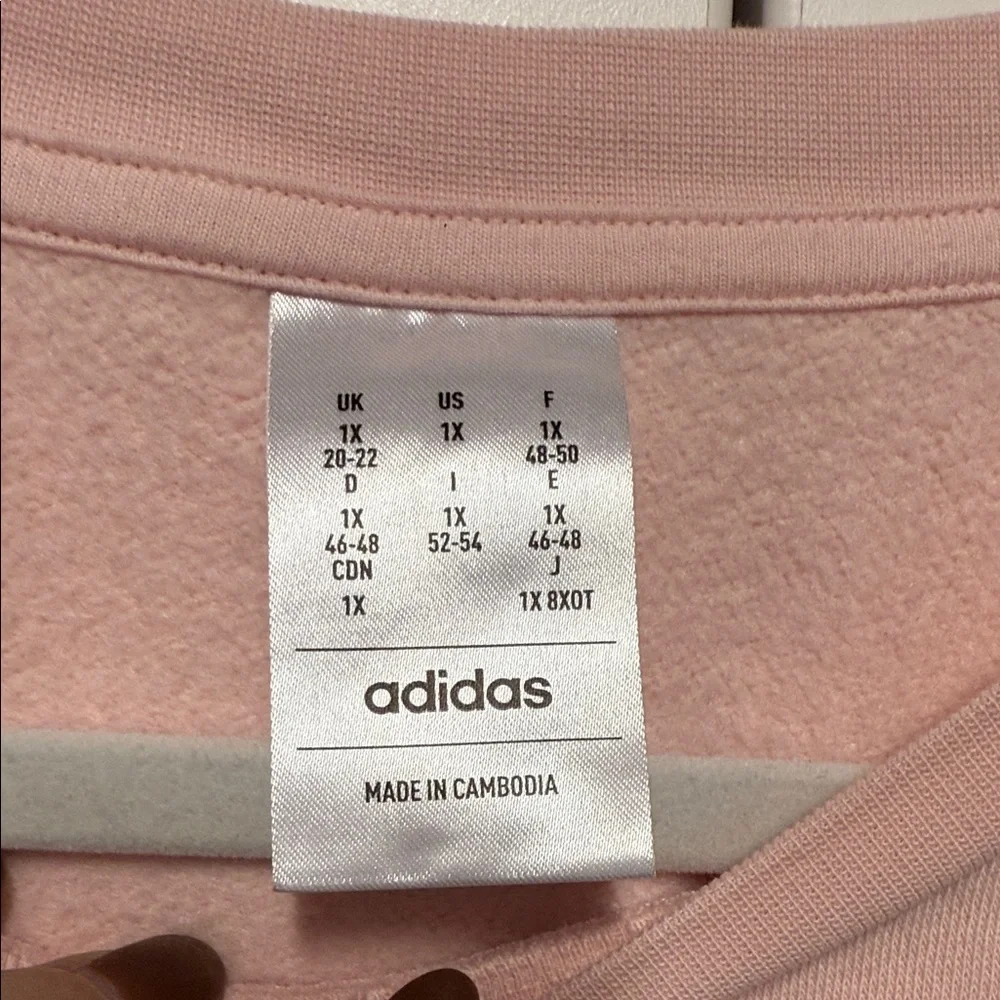 UK US F
1X 1X 1X
20-22 48-50
D I E
1X 1X 1X
46-48 52-54 46-48
CDN J
1X 1X 8XOT
adidas
MADE IN CAMBODIA